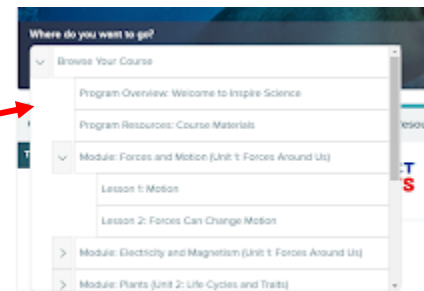 Where do you want to go?
Browse Your Course
Program Overview: Welcome to Inspire Science
Program Resources: Course Materials
Module: Forces and Motion (Unit 1: Forces Around Us)
Lesson 1: Motion
Lesson 2: Forces Can Change Motion
Module: Electricity and Magnetism (Unit 1: Forces Around Us)
Module: Plants (Unit 2: Life Cycles and Traits)